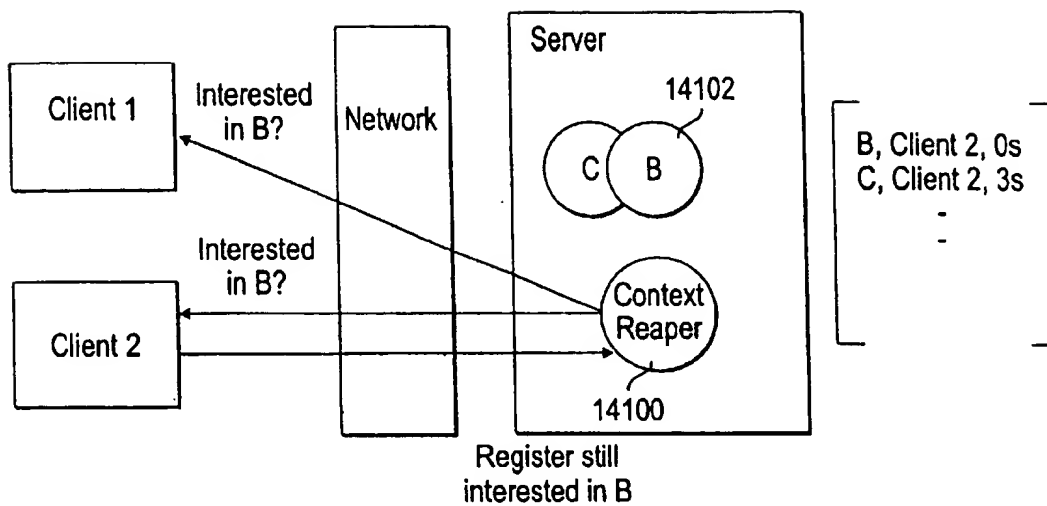 Server
14102
Client 1
Interested
in B?
Network
C
B
B, Client 2, 0s
C, Client 2, 3s
-
-
Interested
in B?
Context
Reaper
Client 2
14100
Register still
interested in B